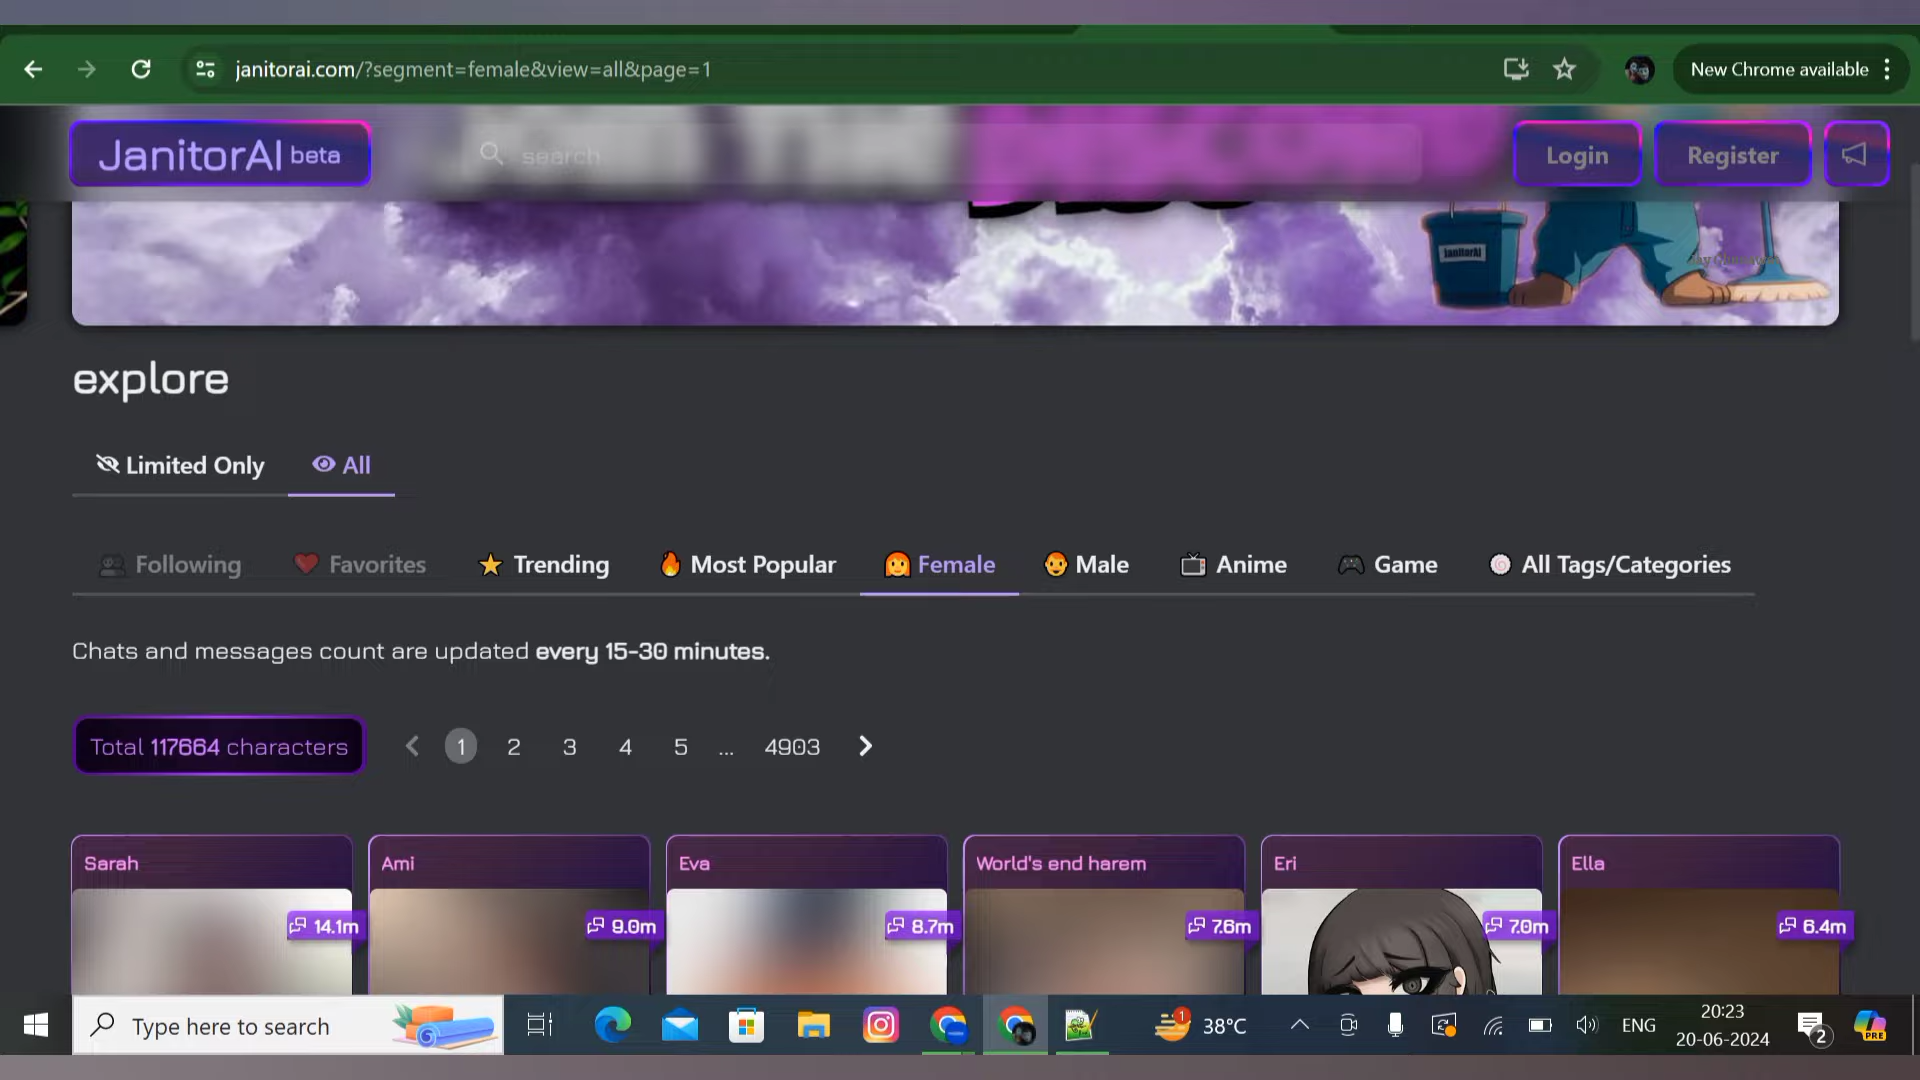 janitorai.com/?segment=female&view=all&page=1
New Chrome available
JanitorAI beta
search
Login
Register
JanitorAI
explore
Limited Only
All
Following
Favorites
Trending
Most Popular
Female
Male
Anime
Game
All Tags/Categories
Chats and messages count are updated every 15-30 minutes.
Total 117664 characters
1 2 3 4 5 ... 4903
Sarah
Ami
Eva
World's end harem
Eri
Ella
14.1m
9.0m
8.7m
7.6m
7.0m
6.4m
Type here to search
1
38°C
ENG
20:23
20-06-2024
2
PRE